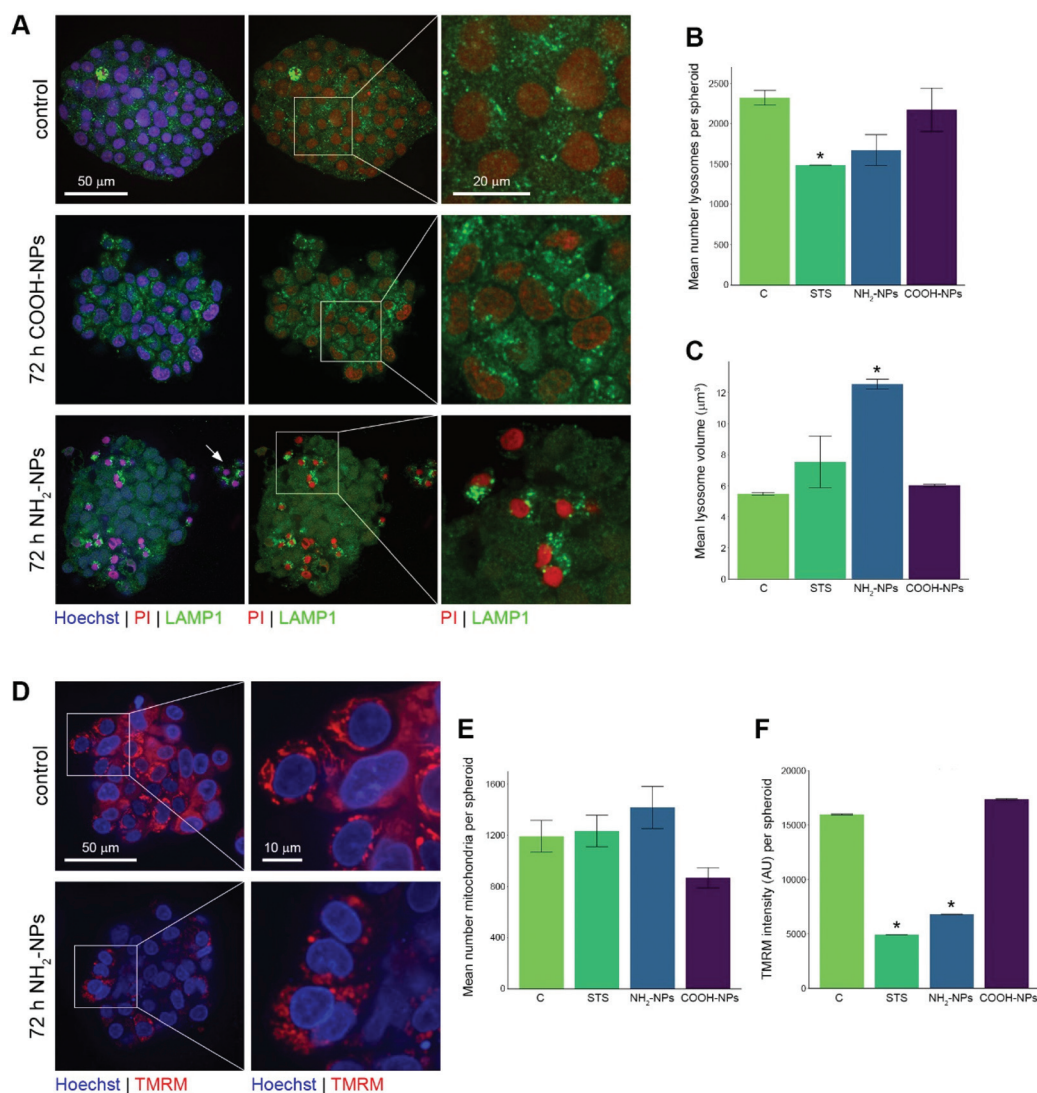 A
control
50 µm
20 µm
72 h COOH-NPs
72 h NH₂-NPs
Hoechst | PI | LAMP1
PI | LAMP1
PI | LAMP1
B
Mean number lysosomes per spheroid
2500
2000
1500
1000
500
0
*
C
STS
NH₂-NPs
COOH-NPs
C
Mean lysosome volume (µm³)
12
10
8
6
4
2
0
*
C
STS
NH₂-NPs
COOH-NPs
D
control
50 µm
10 µm
72 h NH₂-NPs
Hoechst | TMRM
Hoechst | TMRM
E
Mean number mitochondria per spheroid
1600
1200
800
400
0
C
STS
NH₂-NPs
COOH-NPs
F
TMRM intensity (AU) per spheroid
20000
15000
10000
5000
0
*
*
C
STS
NH₂-NPs
COOH-NPs